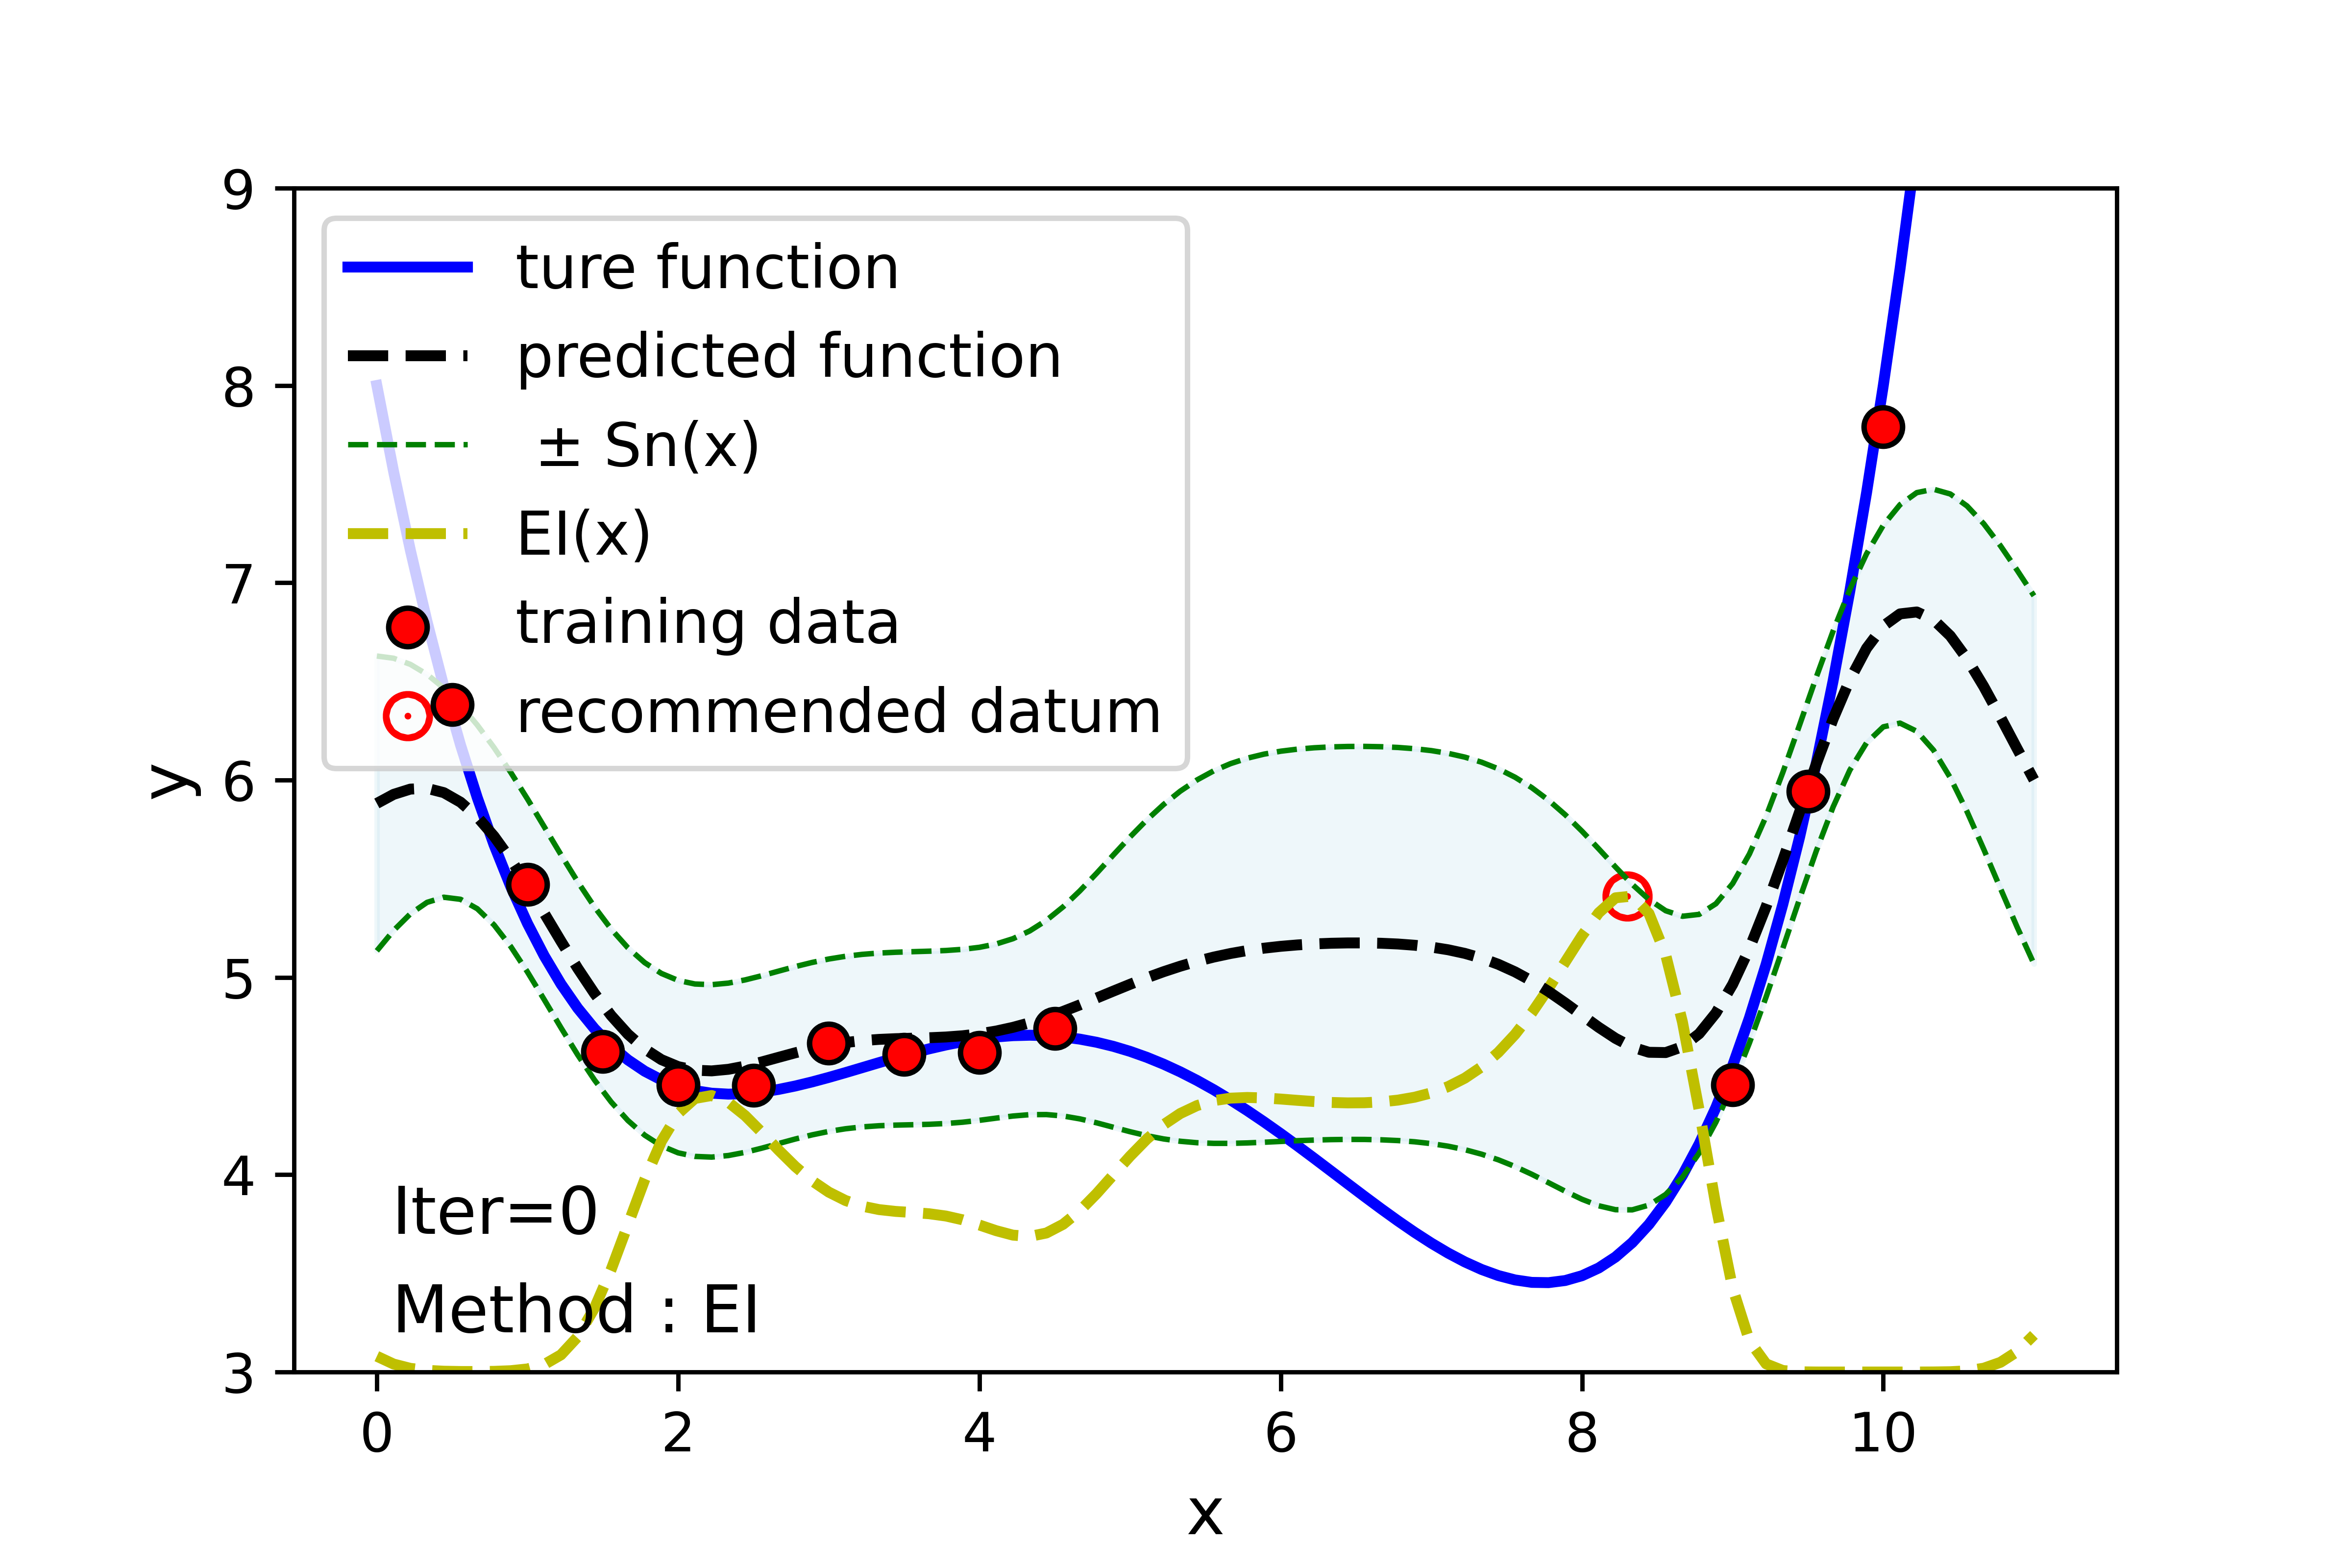 ture function
predicted function
± Sn(x)
EI(x)
training data
recommended datum
9
8
7
6
5
4
3
y
Iter=0
Method : EI
0 2 4 6 8 10
x